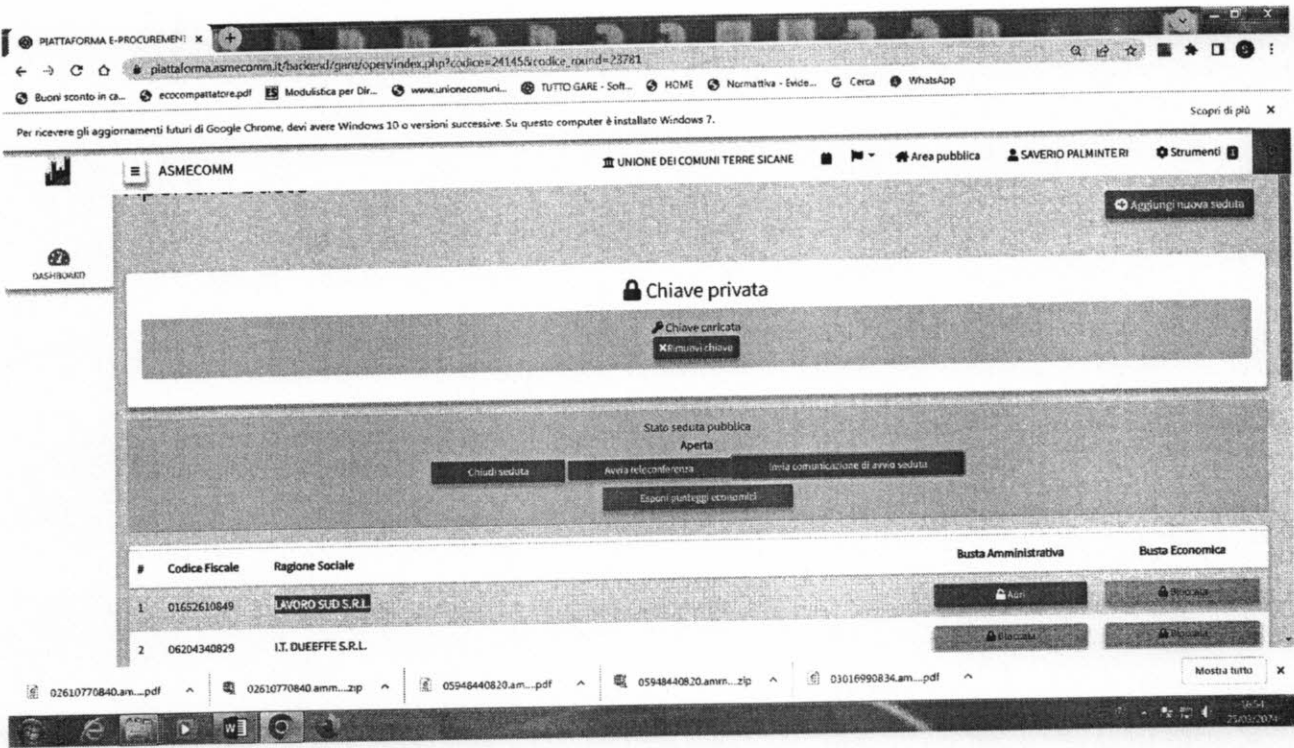 PIATTAFORMA E-PROCUREMENT
piattaforma.asmecomm.it/backend/gare/open/index.php?codice=24145&codice_round=23781
Buoni sconto in ca... ecocompattatore.pdf Modulistica per Dir... www.unionecomuni... TUTTO GARE - Soft... HOME Normattiva - Evide... Cerca WhatsApp
Per ricevere gli aggiornamenti futuri di Google Chrome, devi avere Windows 10 o versioni successive. Su questo computer è installato Windows 7. Scopri di più
ASMECOMM UNIONE DEI COMUNI TERRE SICANE Area pubblica SAVERIO PALMINTERI Strumenti
Aggiungi nuova seduta
DASHBOARD
Chiave privata
Chiave caricata
Rimuovi chiave
Stato seduta pubblica
Aperta
Chiudi seduta Avvia teleconferenza Invia comunicazione di avvio seduta
Esponi punteggi economici
# Codice Fiscale Ragione Sociale Busta Amministrativa Busta Economica
1 01652610849 LAVORO SUD S.R.L. Apri Bloccata
2 06204340829 I.T. DUEEFFE S.R.L. Bloccata Bloccata
02610770840.am....pdf 02610770840 amm....zip 05948440820.am....pdf 05948440820.amm...zip 03016990834.am....pdf Mostra tutto
25/03/2024